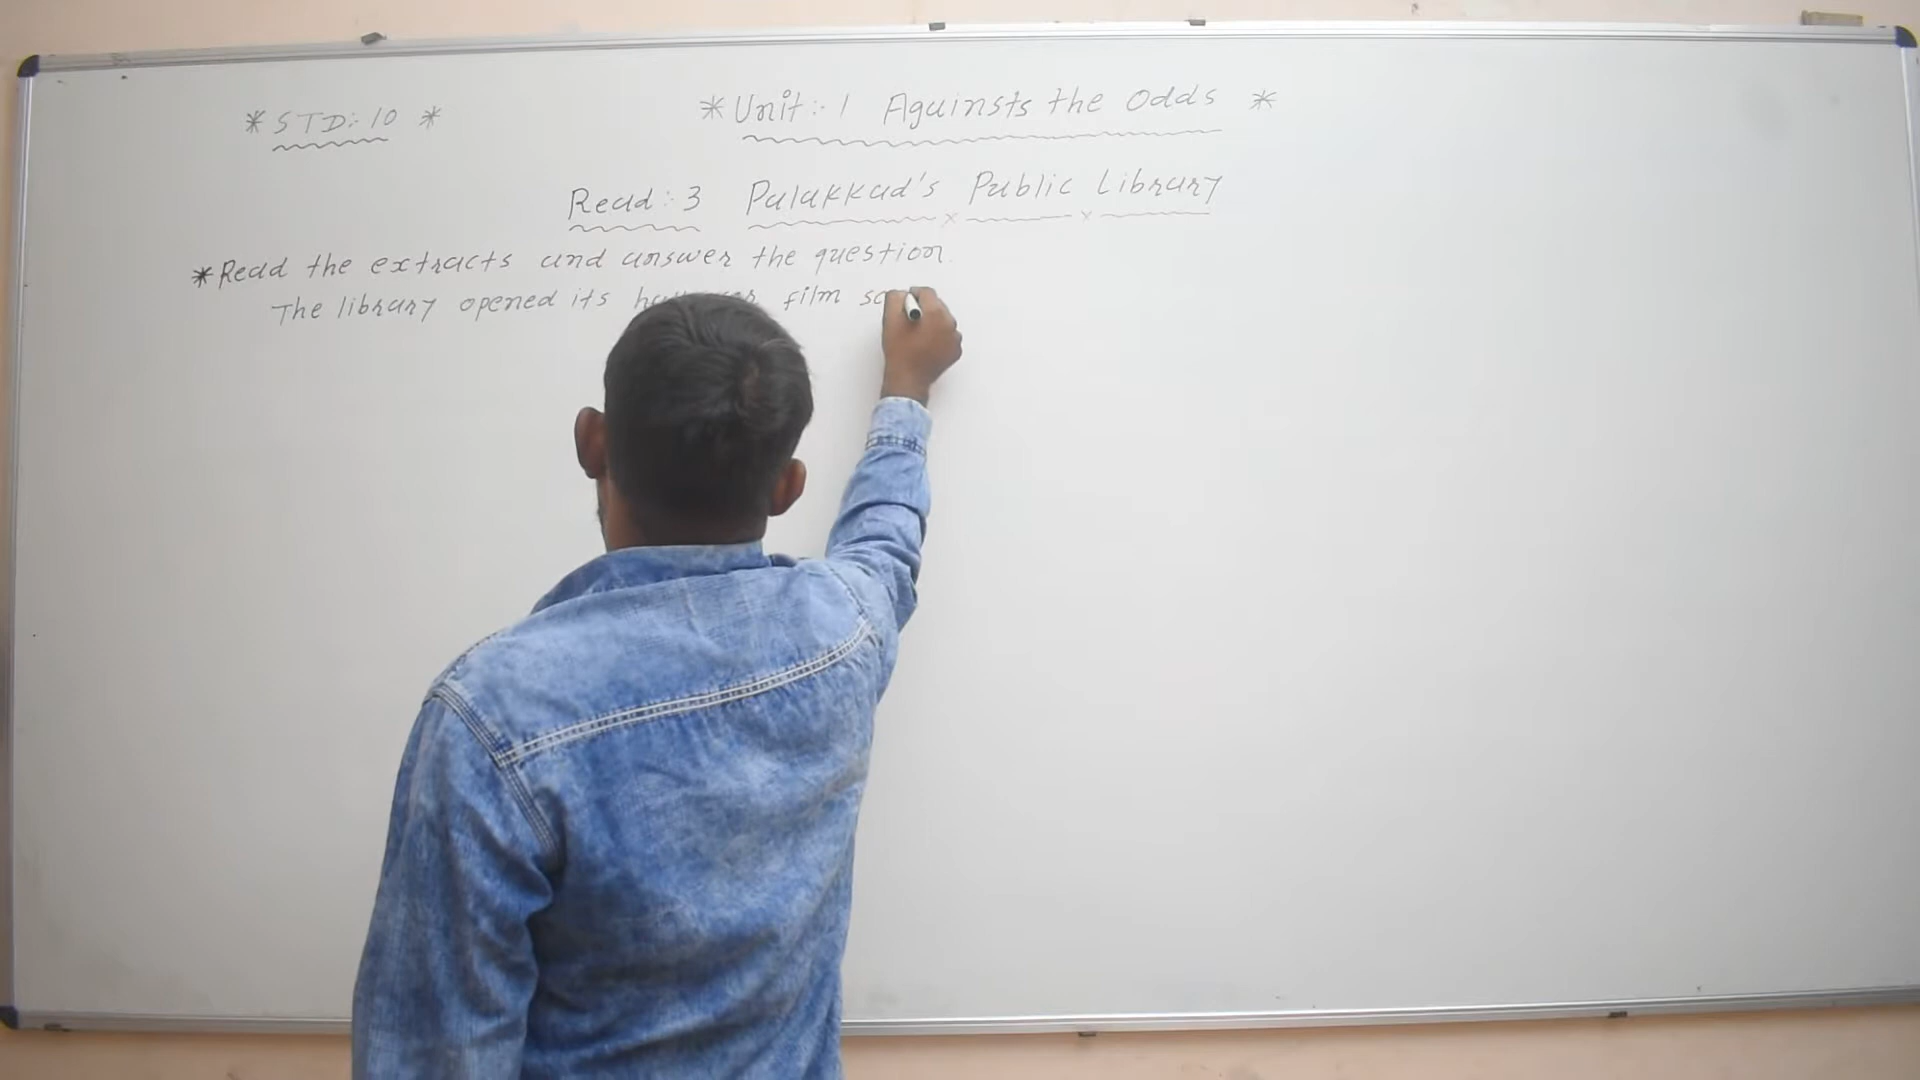 * STD:- 10 *
* Unit:- 1 Againsts the Odds *
Read:3 Palakkad's Public Library
* Read the extracts and answer the question.
The library opened its film